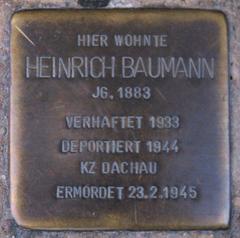 HIER WOHNTE
HEINRICH BAUMANN
JG. 1883
VERHAFTET 1933
DEPORTIERT 1944
KZ DACHAU
ERMORDET 23.2.1945